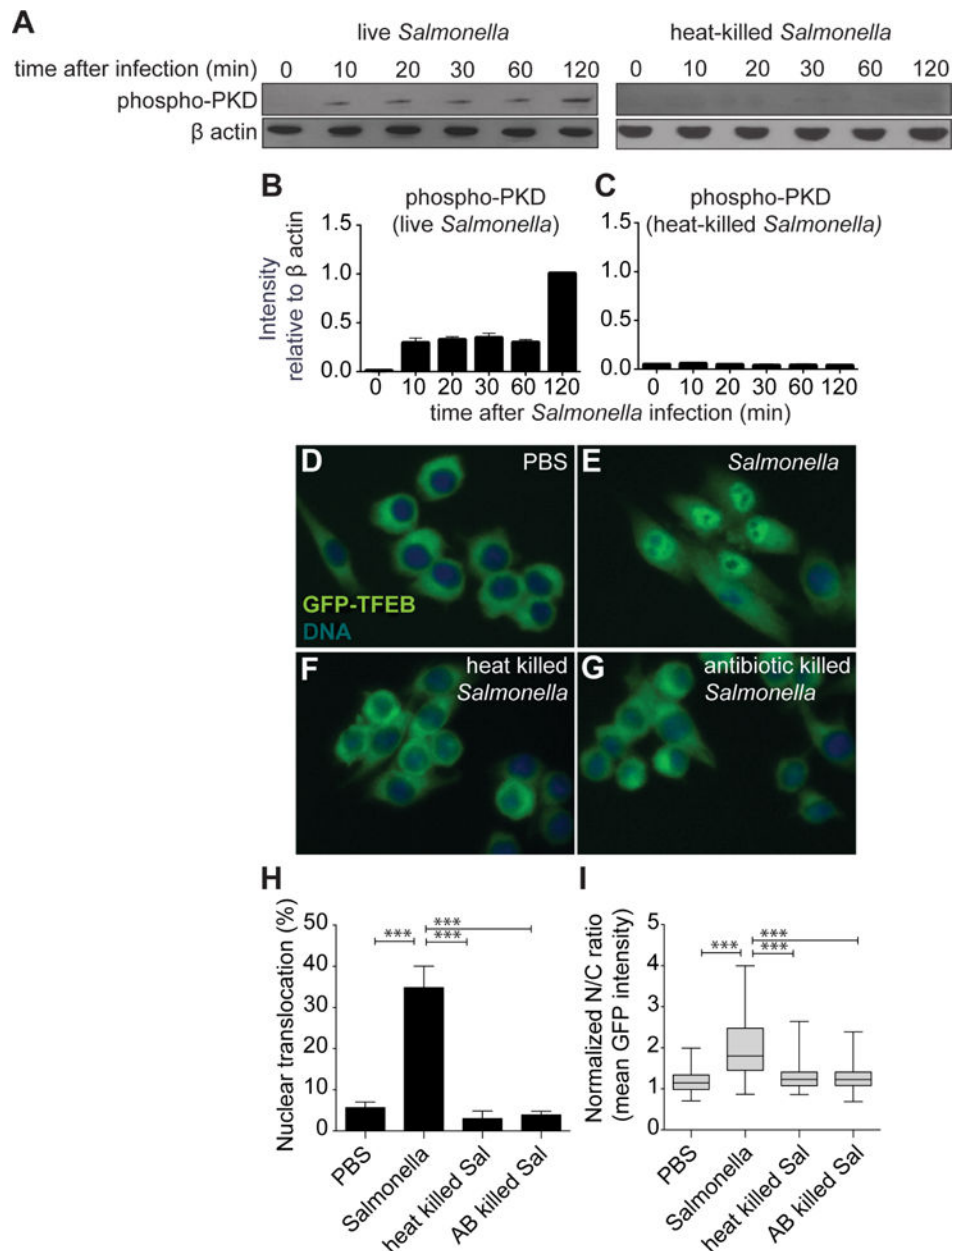 A
live Salmonella
heat-killed Salmonella
time after infection (min) 0 10 20 30 60 120 0 10 20 30 60 120
phospho-PKD
β actin
B
phospho-PKD
(live Salmonella)
C
phospho-PKD
(heat-killed Salmonella)
Intensity
relative to β actin
1.5
1.0
0.5
0.0
0 10 20 30 60 120
1.5
1.0
0.5
0.0
0 10 20 30 60 120
time after Salmonella infection (min)
D PBS
GFP-TFEB
DNA
E Salmonella
F heat killed
Salmonella
G antibiotic killed
Salmonella
H
Nuclear translocation (%)
50
40
30
20
10
0
***
***
***
PBS
Salmonella
heat killed Sal
AB killed Sal
I
Normalized N/C ratio
(mean GFP intensity)
5
4
3
2
1
0
***
***
***
PBS
Salmonella
heat killed Sal
AB killed Sal